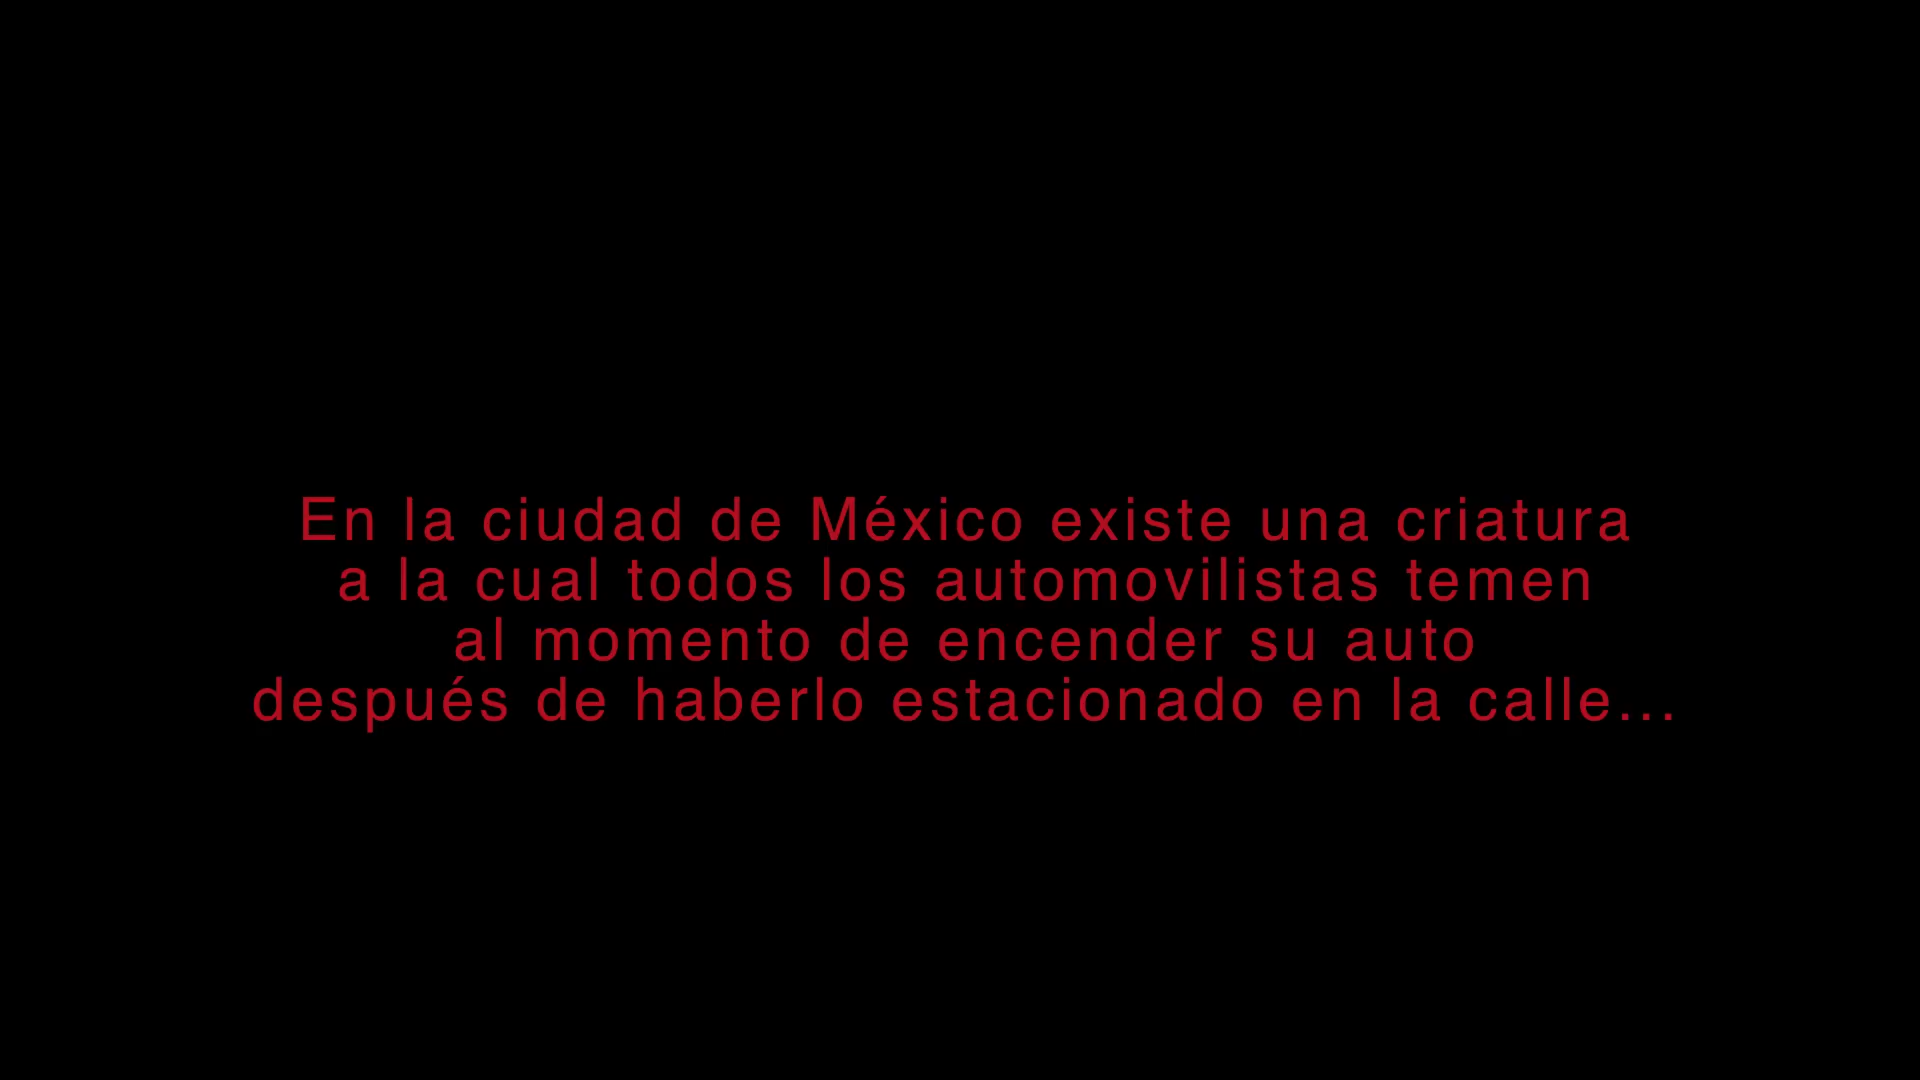 En la ciudad de México existe una criatura
a la cual todos los automovilistas temen
al momento de encender su auto
después de haberlo estacionado en la calle...